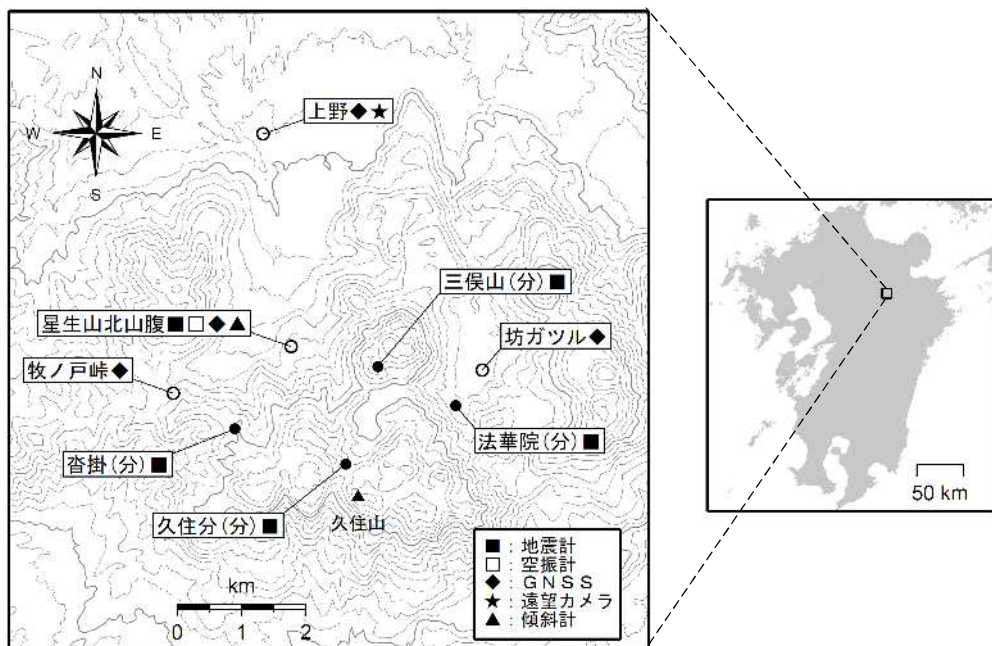 N
W
E
S
上野◆★
三俣山(分)■
星生山北山腹■□◆▲
坊ガツル◆
牧ノ戸峠◆
沓掛(分)■
法華院(分)■
久住分(分)■
久住山
km
0 1 2
■：地震計
□：空振計
◆：ＧＮＳＳ
★：遠望カメラ
▲：傾斜計
50 km